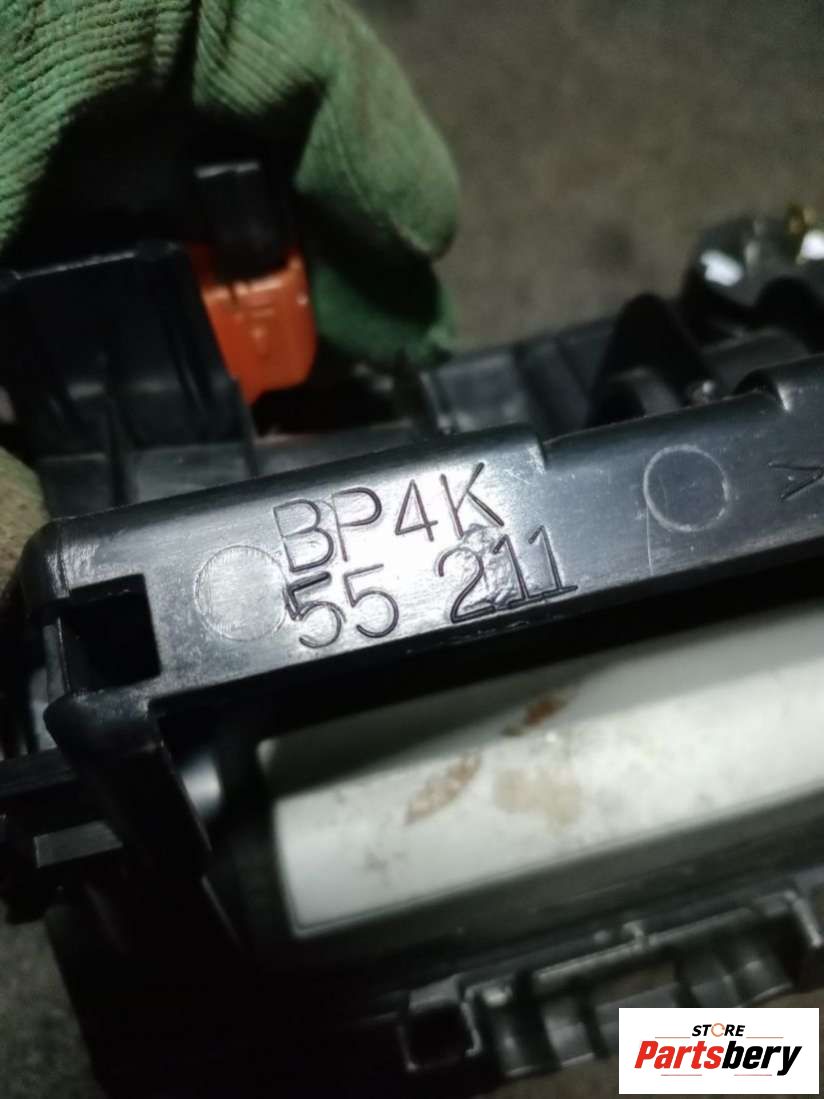 BP4K
55 211
STORE
Partsbery